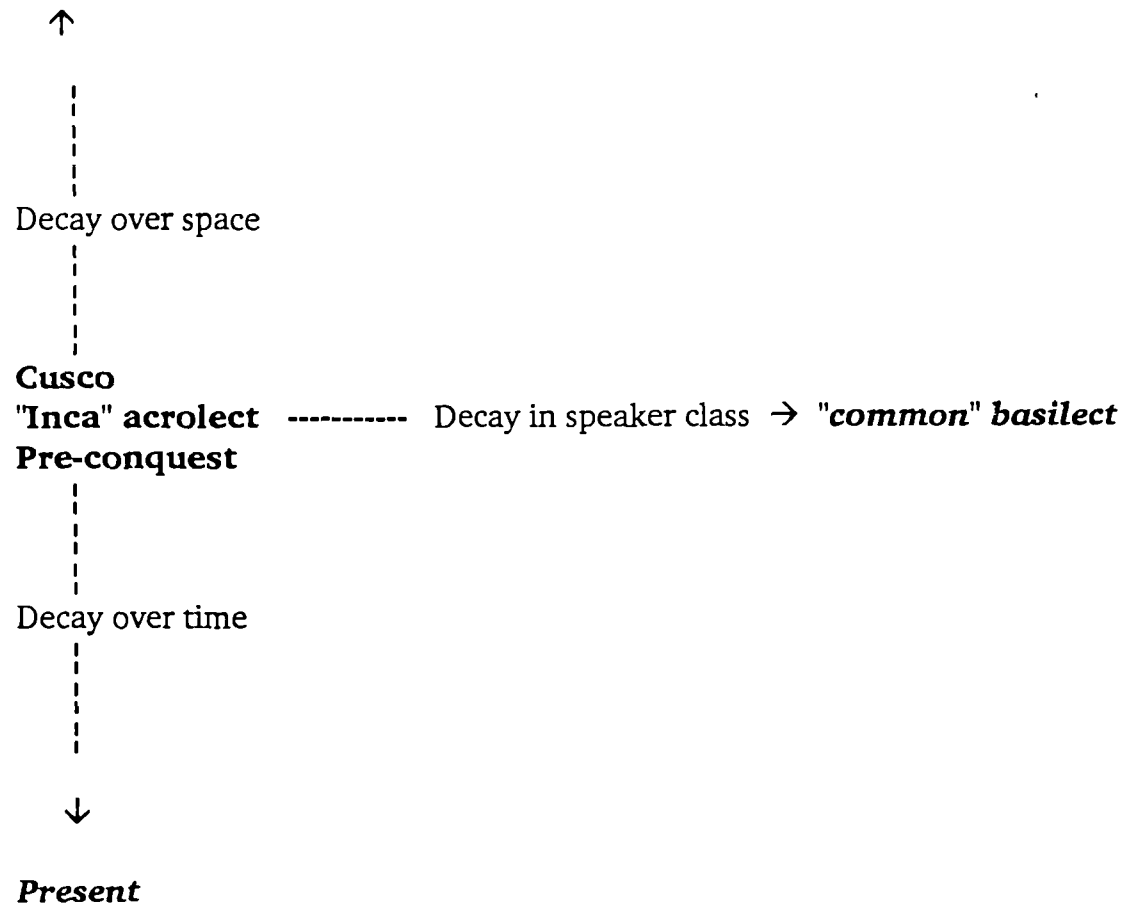 ↑
Decay over space
Cusco
"Inca" acrolect ----------- Decay in speaker class → "common" basilect
Pre-conquest
Decay over time
↓
Present